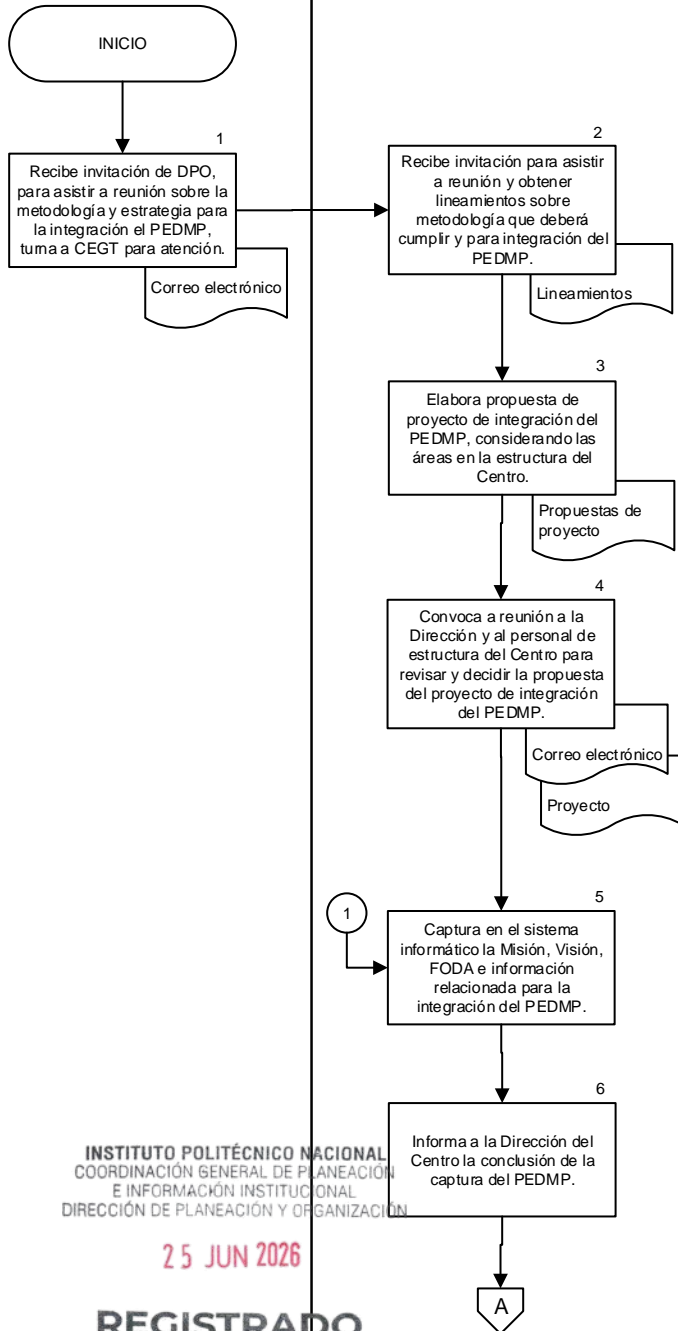 INICIO
1
Recibe invitación de DPO,
para asistir a reunión sobre la
metodología y estrategia para
la integración el PEDMP,
turna a CEGT para atención.
Correo electrónico
2
Recibe invitación para asistir
a reunión y obtener
lineamientos sobre
metodología que deberá
cumplir y para integración del
PEDMP.
Lineamientos
3
Elabora propuesta de
proyecto de integración del
PEDMP, considerando las
áreas en la estructura del
Centro.
Propuestas de
proyecto
4
Convoca a reunión a la
Dirección y al personal de
estructura del Centro para
revisar y decidir la propuesta
del proyecto de integración
del PEDMP.
Correo electrónico
Proyecto
1
5
Captura en el sistema
informático la Misión, Visión,
FODA e información
relacionada para la
integración del PEDMP.
6
Informa a la Dirección del
Centro la conclusión de la
captura del PEDMP.
A
INSTITUTO POLITÉCNICO NACIONAL
COORDINACIÓN GENERAL DE PLANEACIÓN
E INFORMACIÓN INSTITUCIONAL
DIRECCIÓN DE PLANEACIÓN Y ORGANIZACIÓN
25 JUN 2026
REGISTRADO